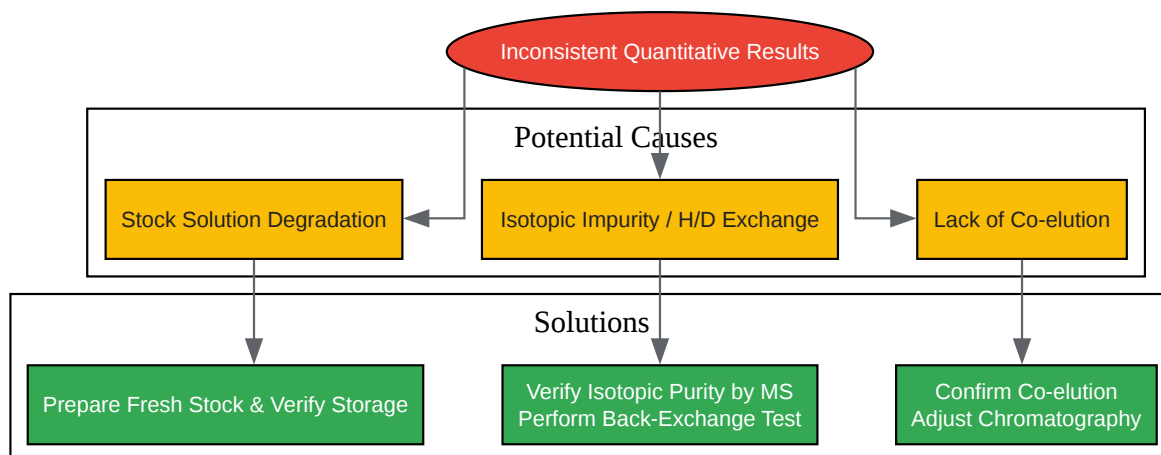 Inconsistent Quantitative Results
Potential Causes
Stock Solution Degradation
Isotopic Impurity / H/D Exchange
Lack of Co-elution
Solutions
Prepare Fresh Stock & Verify Storage
Verify Isotopic Purity by MS
Perform Back-Exchange Test
Confirm Co-elution
Adjust Chromatography